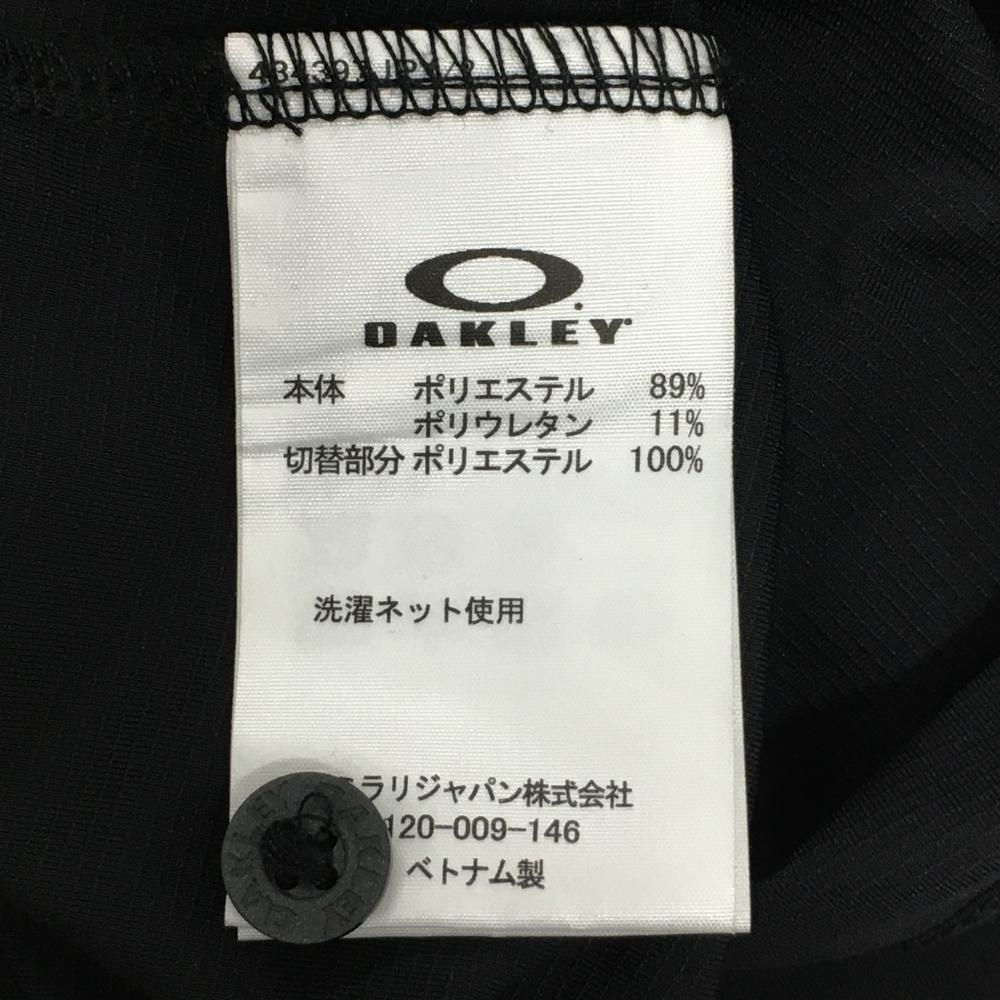 OAKLEY
本体 ポリエステル 89%
ポリウレタン 11%
切替部分 ポリエステル 100%
洗濯ネット使用
ラリジャパン株式会社
120-009-146
ベトナム製
OAKLEY OAKLEY